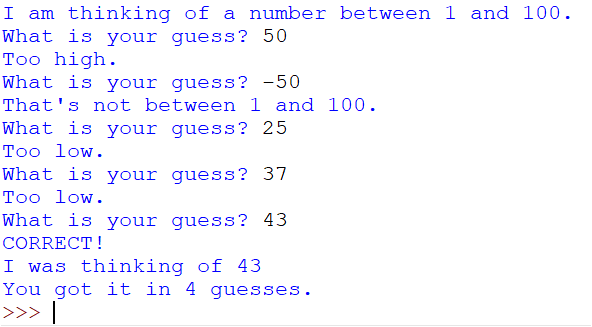 I am thinking of a number between 1 and 100.
What is your guess? 50
Too high.
What is your guess? -50
That's not between 1 and 100.
What is your guess? 25
Too low.
What is your guess? 37
Too low.
What is your guess? 43
CORRECT!
I was thinking of 43
You got it in 4 guesses.
>>>